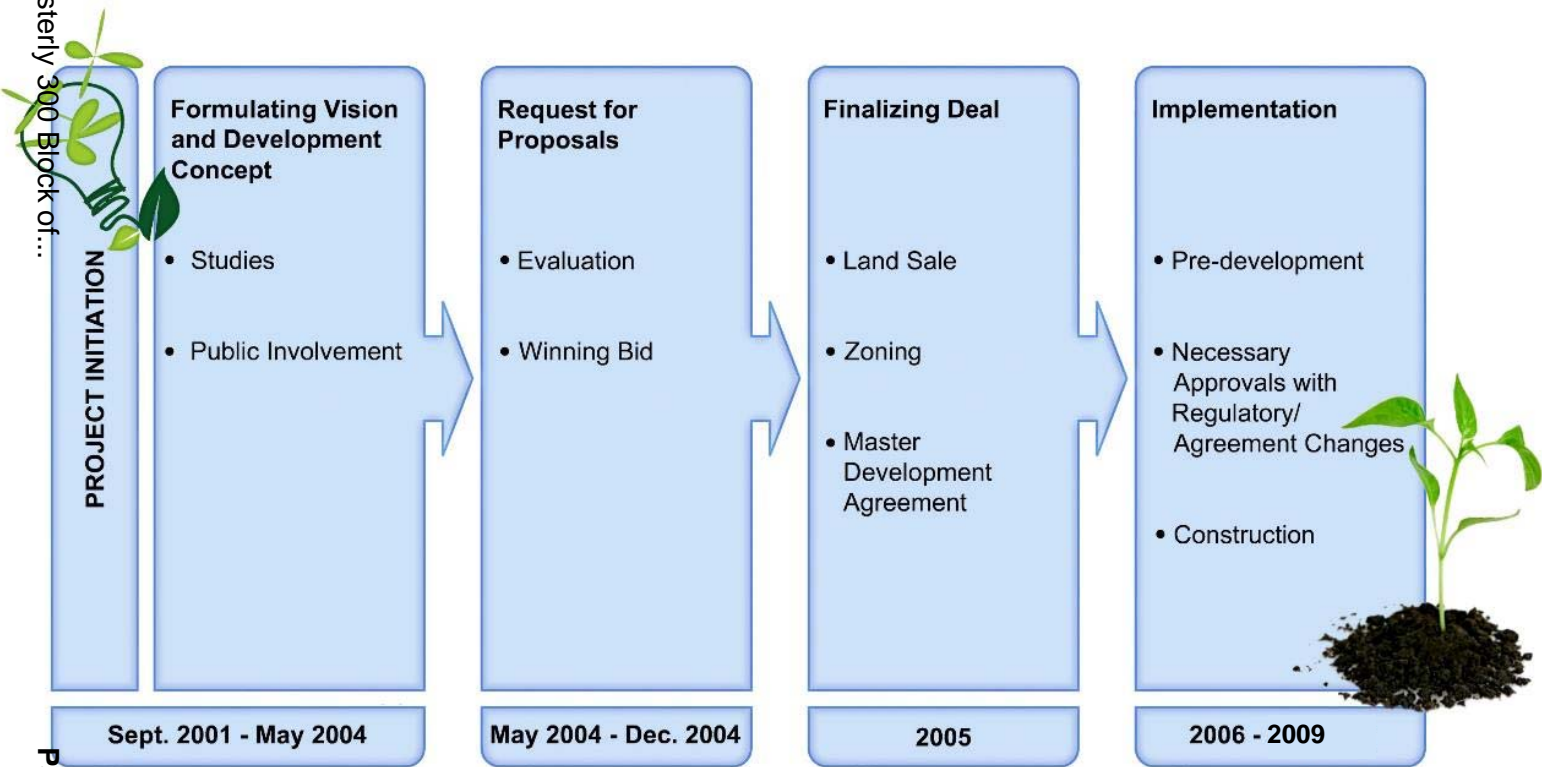 sterly 300 Block of...
P
PROJECT INITIATION
Formulating Vision
and Development
Concept
• Studies
• Public Involvement
Sept. 2001 - May 2004
Request for
Proposals
• Evaluation
• Winning Bid
May 2004 - Dec. 2004
Finalizing Deal
• Land Sale
• Zoning
• Master
Development
Agreement
2005
Implementation
• Pre-development
• Necessary
Approvals with
Regulatory/
Agreement Changes
• Construction
2006 - 2009